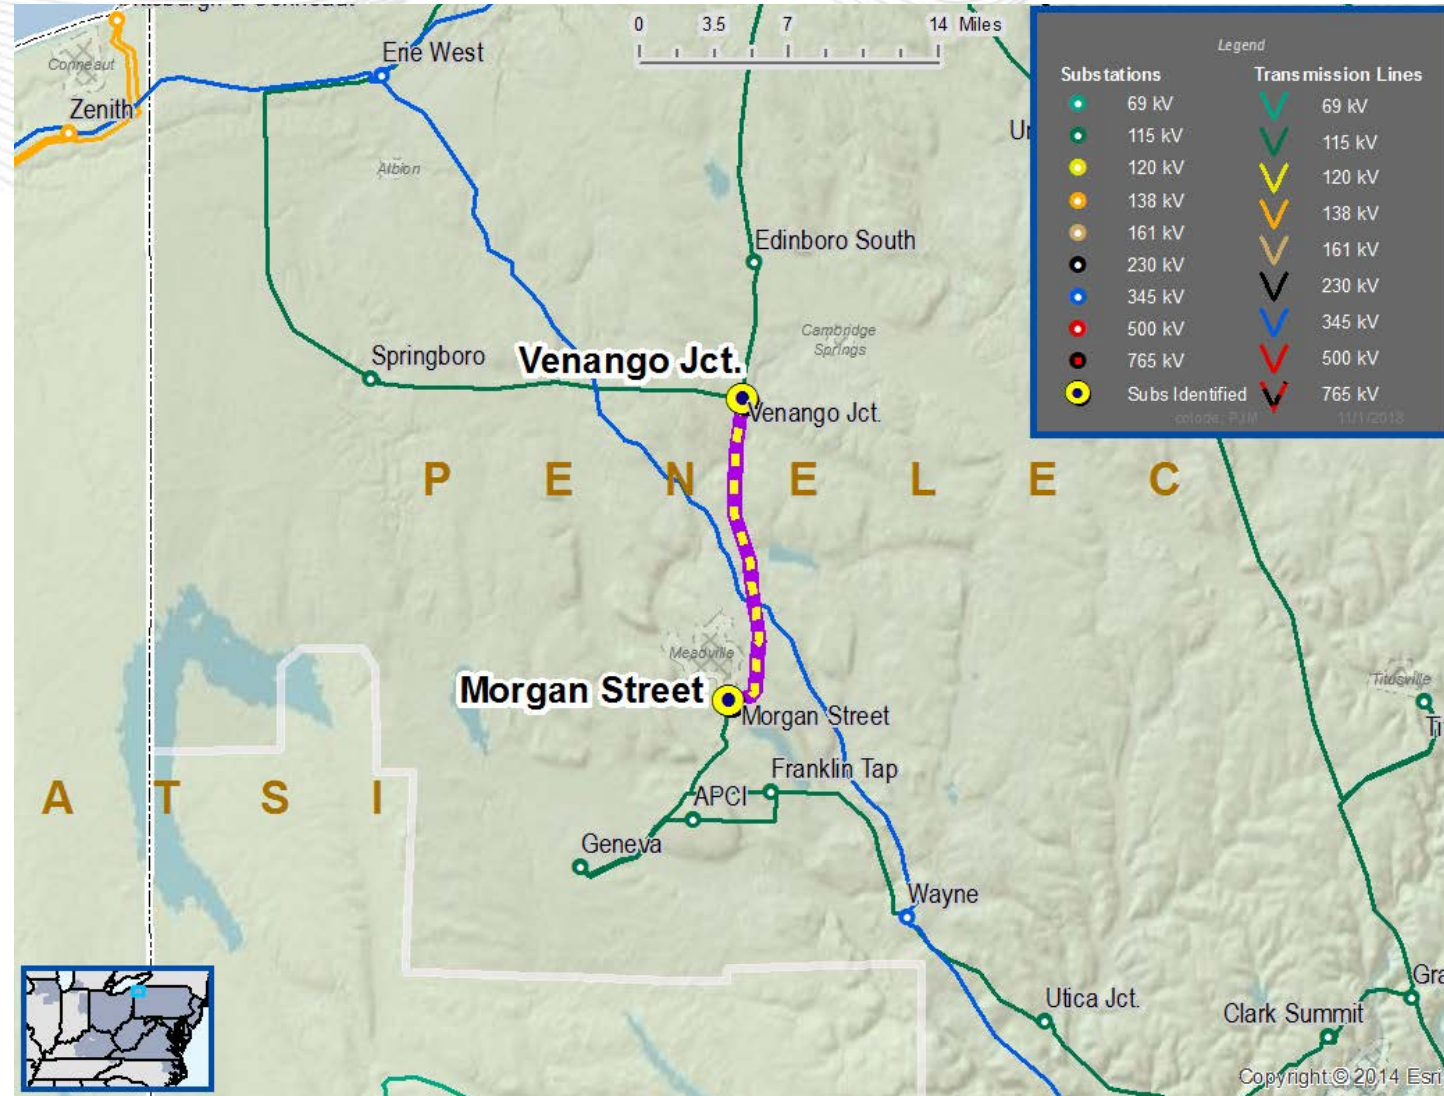 Erie West
0 3.5 7 14 Miles
Conneaut
Zenith
Albion
Edinboro South
Cambridge
Springs
Springboro
Venango Jct.
Venango Jct.
P E N E L E C
Meadville
Morgan Street
Morgan Street
Titusville
A T S I
Franklin Tap
APCI
Geneva
Wayne
Utica Jct.
Clark Summit
Copyright:© 2014 Esri
Legend
Substations Transmission Lines
69 kV 69 kV
115 kV 115 kV
120 kV 120 kV
138 kV 138 kV
161 kV 161 kV
230 kV 230 kV
345 kV 345 kV
500 kV 500 kV
765 kV 765 kV
Subs Identified
PJM 11/1/2018